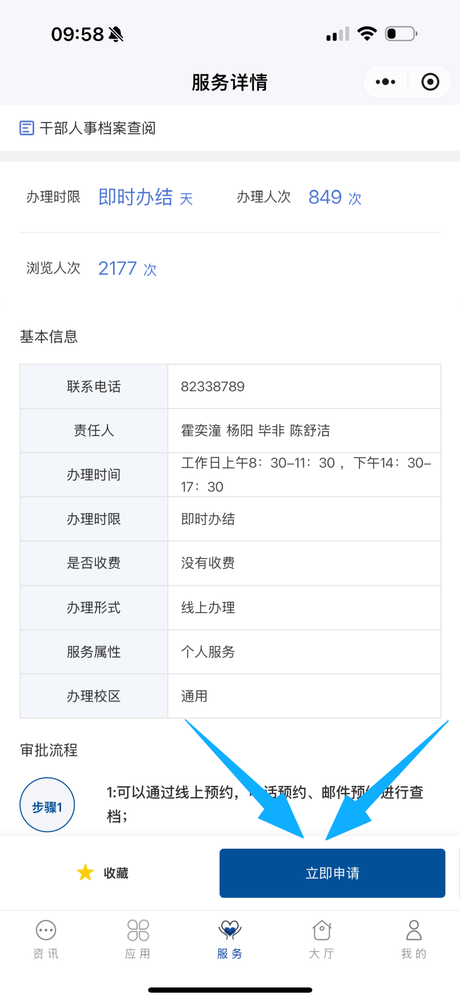 09:58
服务详情
干部人事档案查阅
办理时限 即时办结 天 办理人次 849 次
浏览人次 2177 次
基本信息
联系电话 82338789
责任人 霍奕潼 杨阳 毕非 陈舒洁
办理时间 工作日上午8：30–11：30 ，下午14：30–
17：30
办理时限 即时办结
是否收费 没有收费
办理形式 线上办理
服务属性 个人服务
办理校区 通用
审批流程
步骤1 1:可以通过线上预约，话预约、邮件预进行查
档；
收藏 立即申请
资讯 应用 服务 大厅 我的